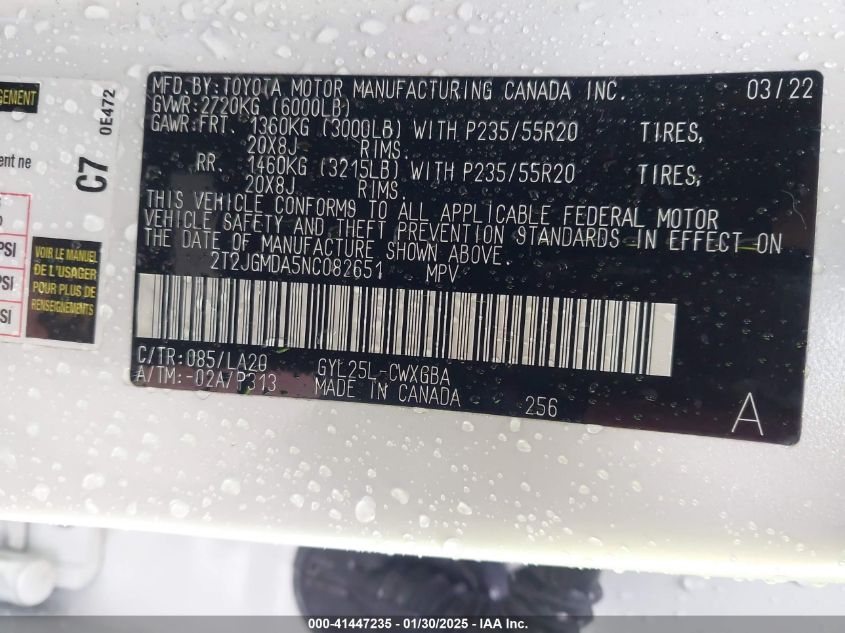 MFD.BY:TOYOTA MOTOR MANUFACTURING CANADA INC. 03/22
GVWR:2720KG (6000LB)
GAWR:FRT. 1360KG (3000LB) WITH P235/55R20 TIRES,
20X8J RIMS.
RR. 1460KG (3215LB) WITH P235/55R20 TIRES,
20X8J RIMS.
THIS VEHICLE CONFORMS TO ALL APPLICABLE FEDERAL MOTOR
VEHICLE SAFETY AND THEFT PREVENTION STANDARDS IN EFFECT ON
THE DATE OF MANUFACTURE SHOWN ABOVE.
2T2JGMDA5NC082651 MPV
C/TR:085/LA20 GYL25L-CWXGBA
A/TM:-02A/P313 MADE IN CANADA 256 A
C7 0E472
ent ne
PSI
PSI
SI
VOIR LE MANUEL
DE L'USAGER
POUR PLUS DE
RENSEIGNEMENTS
000-41447235 - 01/30/2025 - IAA Inc.